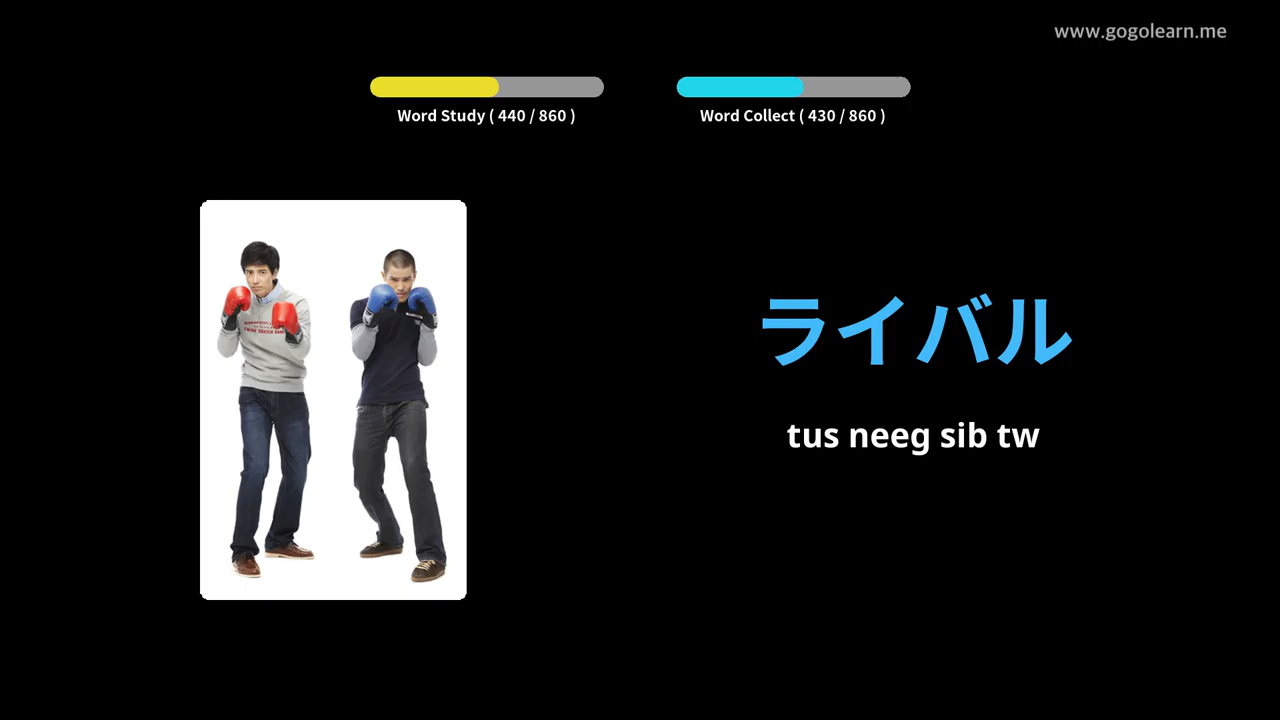 www.gogolearn.me
Word Study ( 440 / 860 )
Word Collect ( 430 / 860 )
ライバル
tus neeg sib tw